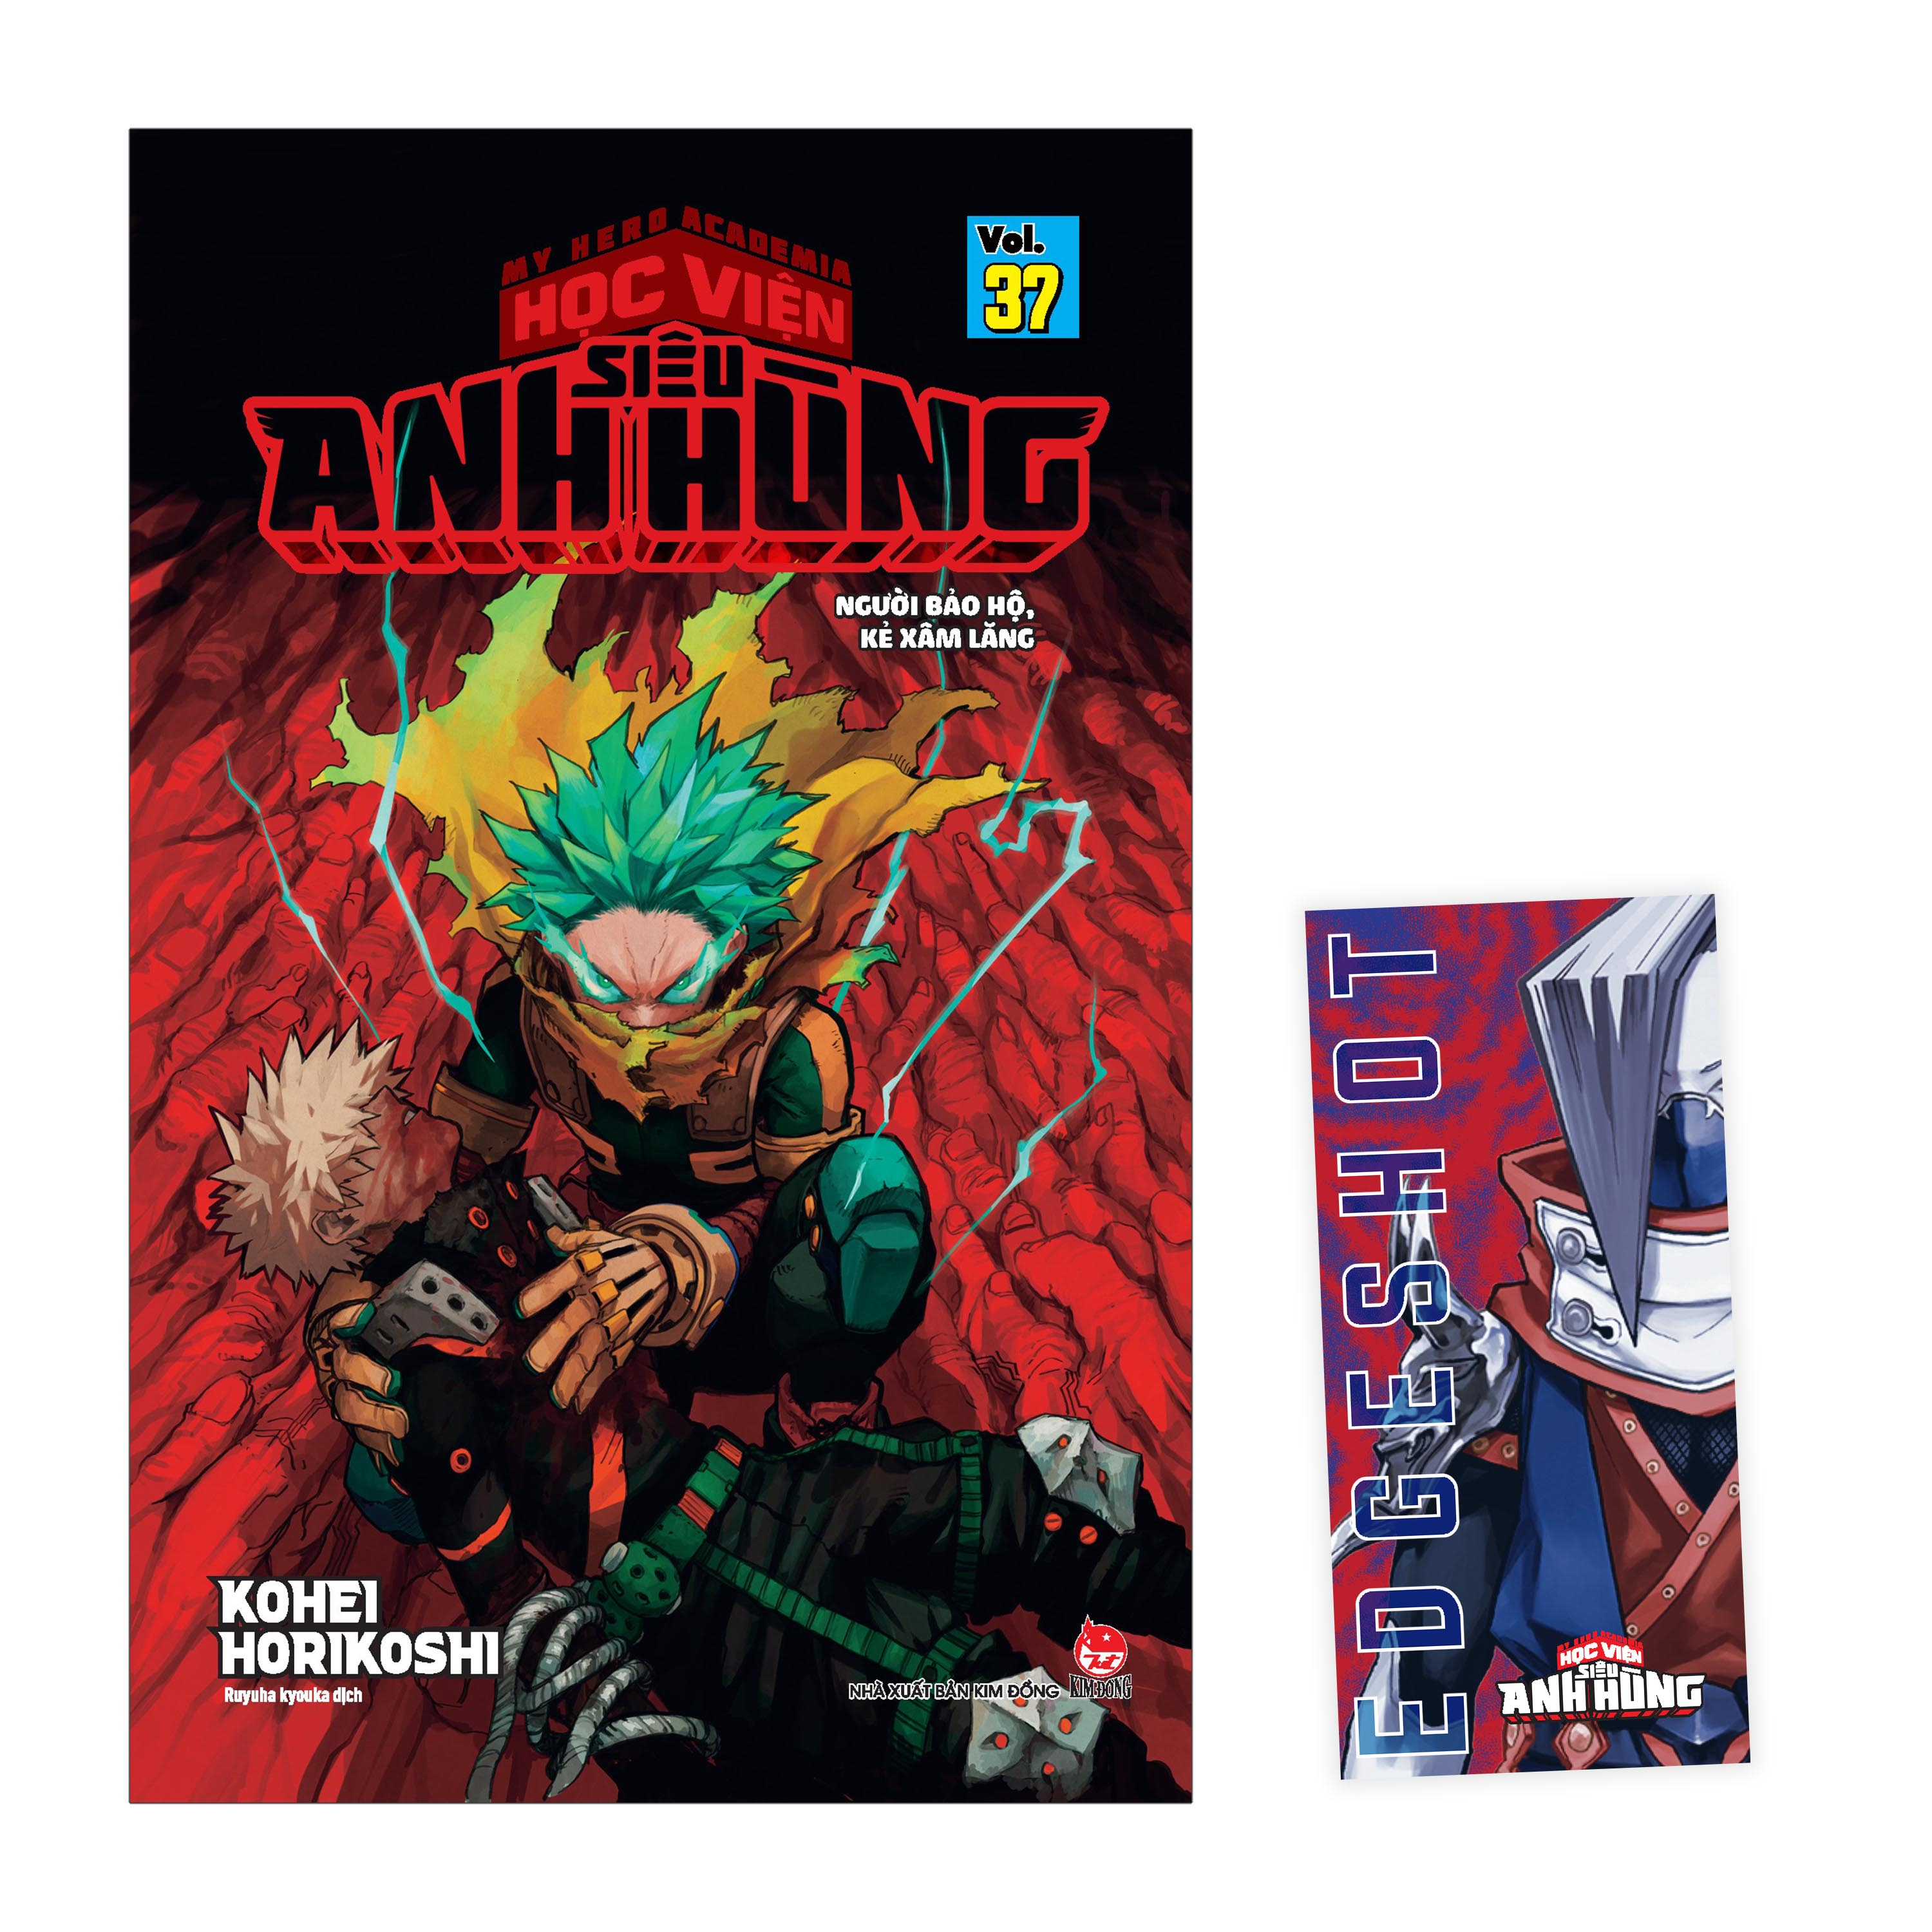 MY HERO ACADEMIA
HỌC VIỆN
SIÊU
ANH HÙNG
Vol.
37
NGƯỜI BẢO HỘ,
KẺ XÂM LĂNG
KOHEI
HORIKOSHI
Ruyuha kyouka dịch
NHÀ XUẤT BẢN KIM ĐỒNG
KIM ĐỒNG
EDGESHOT
MY HERO ACADEMIA
HỌC VIỆN
SIÊU
ANH HÙNG